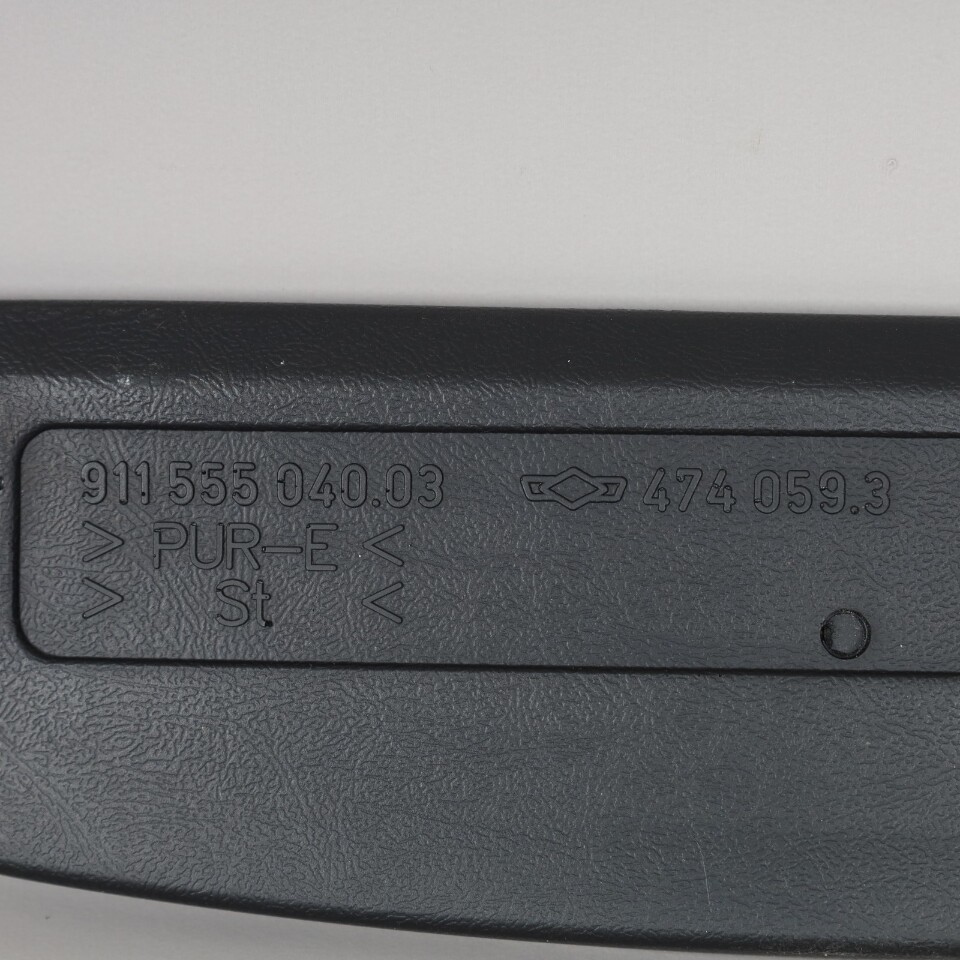 911 555 040.03 474 059.3
> PUR-E <
> St <